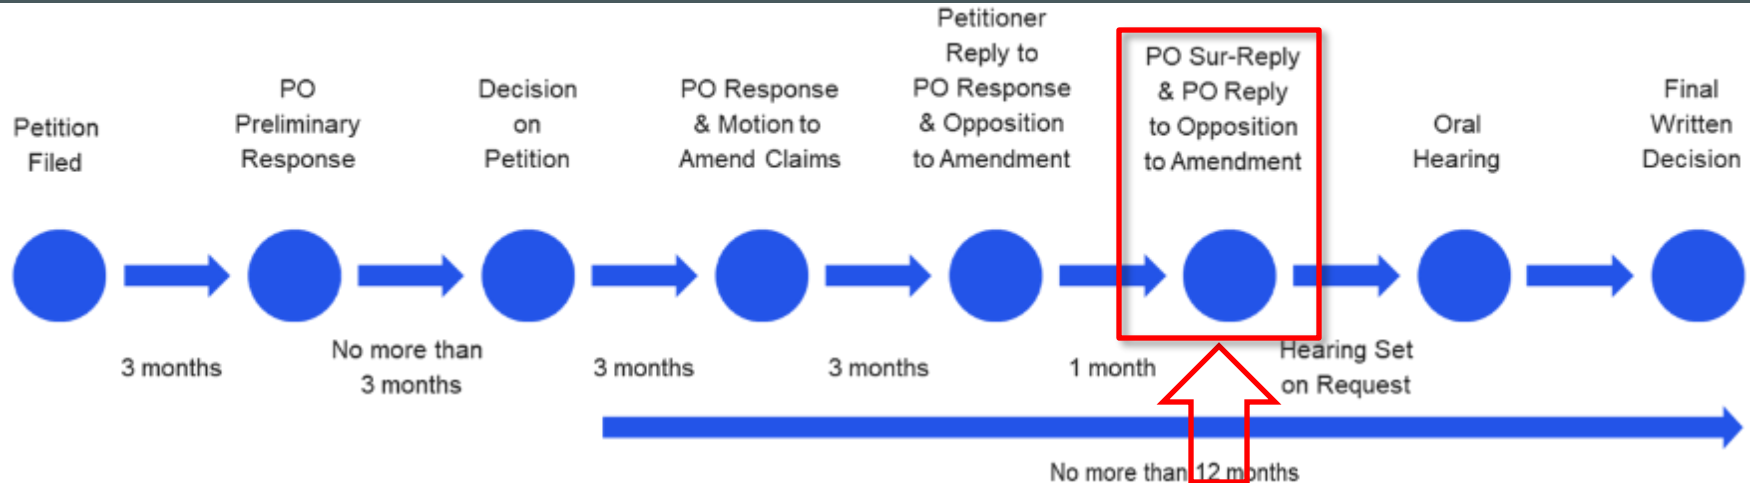 Petition
Filed
PO
Preliminary
Response
Decision
on
Petition
PO Response
& Motion to
Amend Claims
Petitioner
Reply to
PO Response
& Opposition
to Amendment
PO Sur-Reply
& PO Reply
to Opposition
to Amendment
Oral
Hearing
Final
Written
Decision
3 months
No more than
3 months
3 months
3 months
1 month
Hearing Set
on Request
No more than 12 months